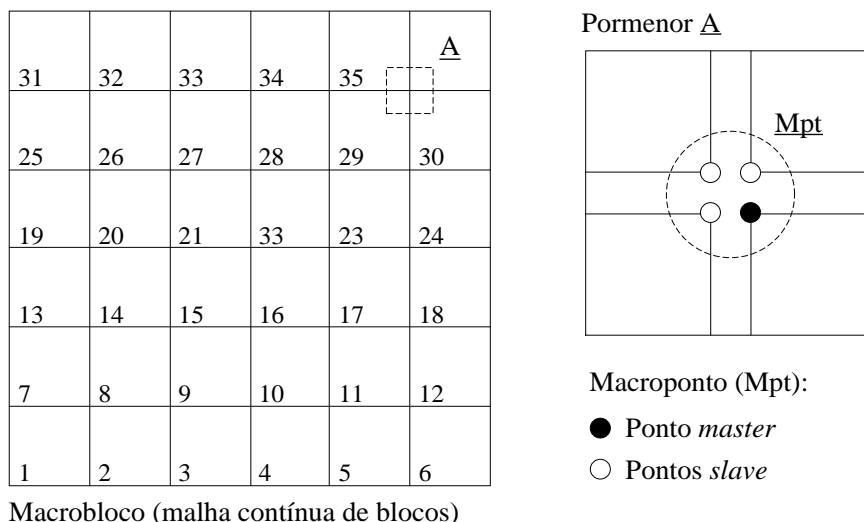 A
31 32 33 34 35
25 26 27 28 29 30
19 20 21 33 23 24
13 14 15 16 17 18
7 8 9 10 11 12
1 2 3 4 5 6
Macrobloco (malha contínua de blocos)
Pormenor A
Mpt
Macroponto (Mpt):
Ponto master
Pontos slave